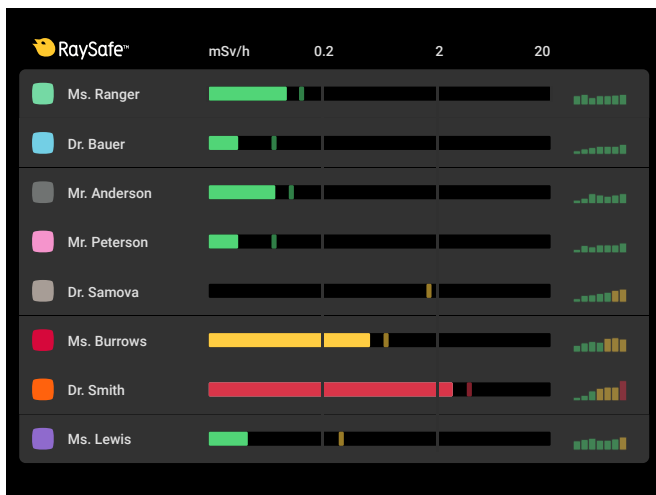 RaySafe™ mSv/h 0.2 2 20
Ms. Ranger
Dr. Bauer
Mr. Anderson
Mr. Peterson
Dr. Samova
Ms. Burrows
Dr. Smith
Ms. Lewis